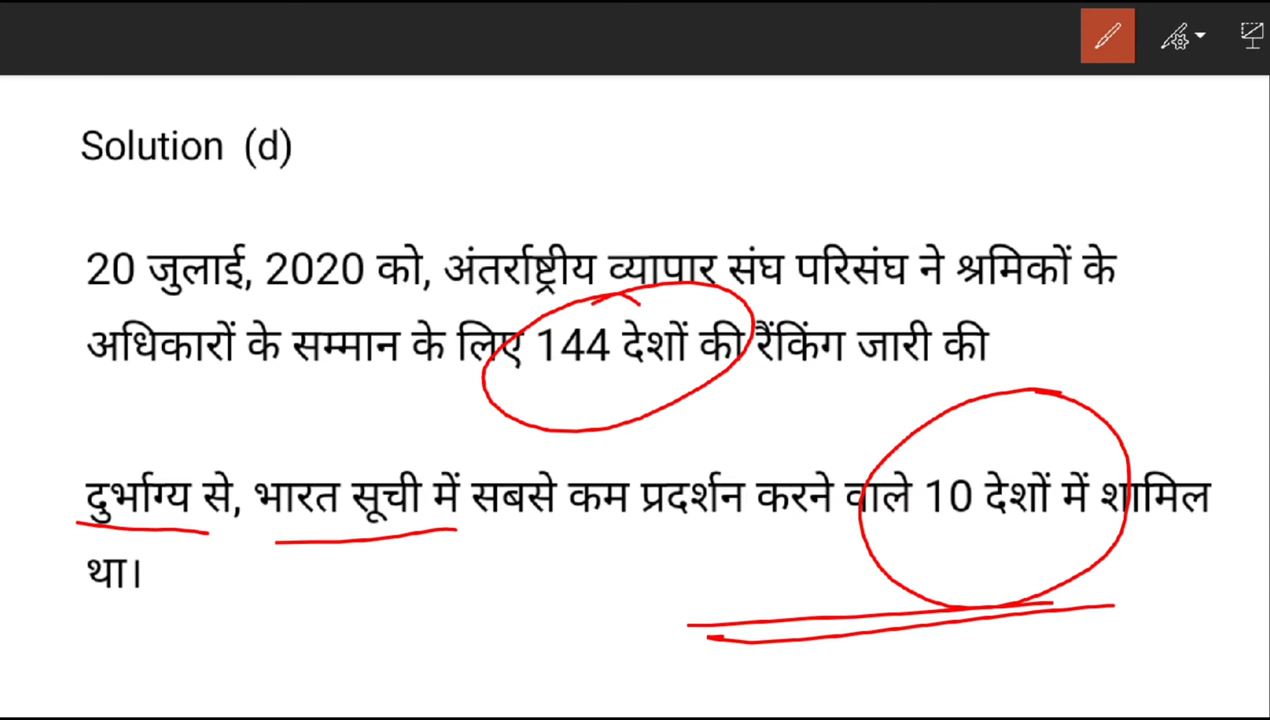 Solution (d)
20 जुलाई, 2020 को, अंतर्राष्ट्रीय व्यापार संघ परिसंघ ने श्रमिकों के
अधिकारों के सम्मान के लिए 144 देशों की रैंकिंग जारी की
दुर्भाग्य से, भारत सूची में सबसे कम प्रदर्शन करने वाले 10 देशों में शामिल
था।